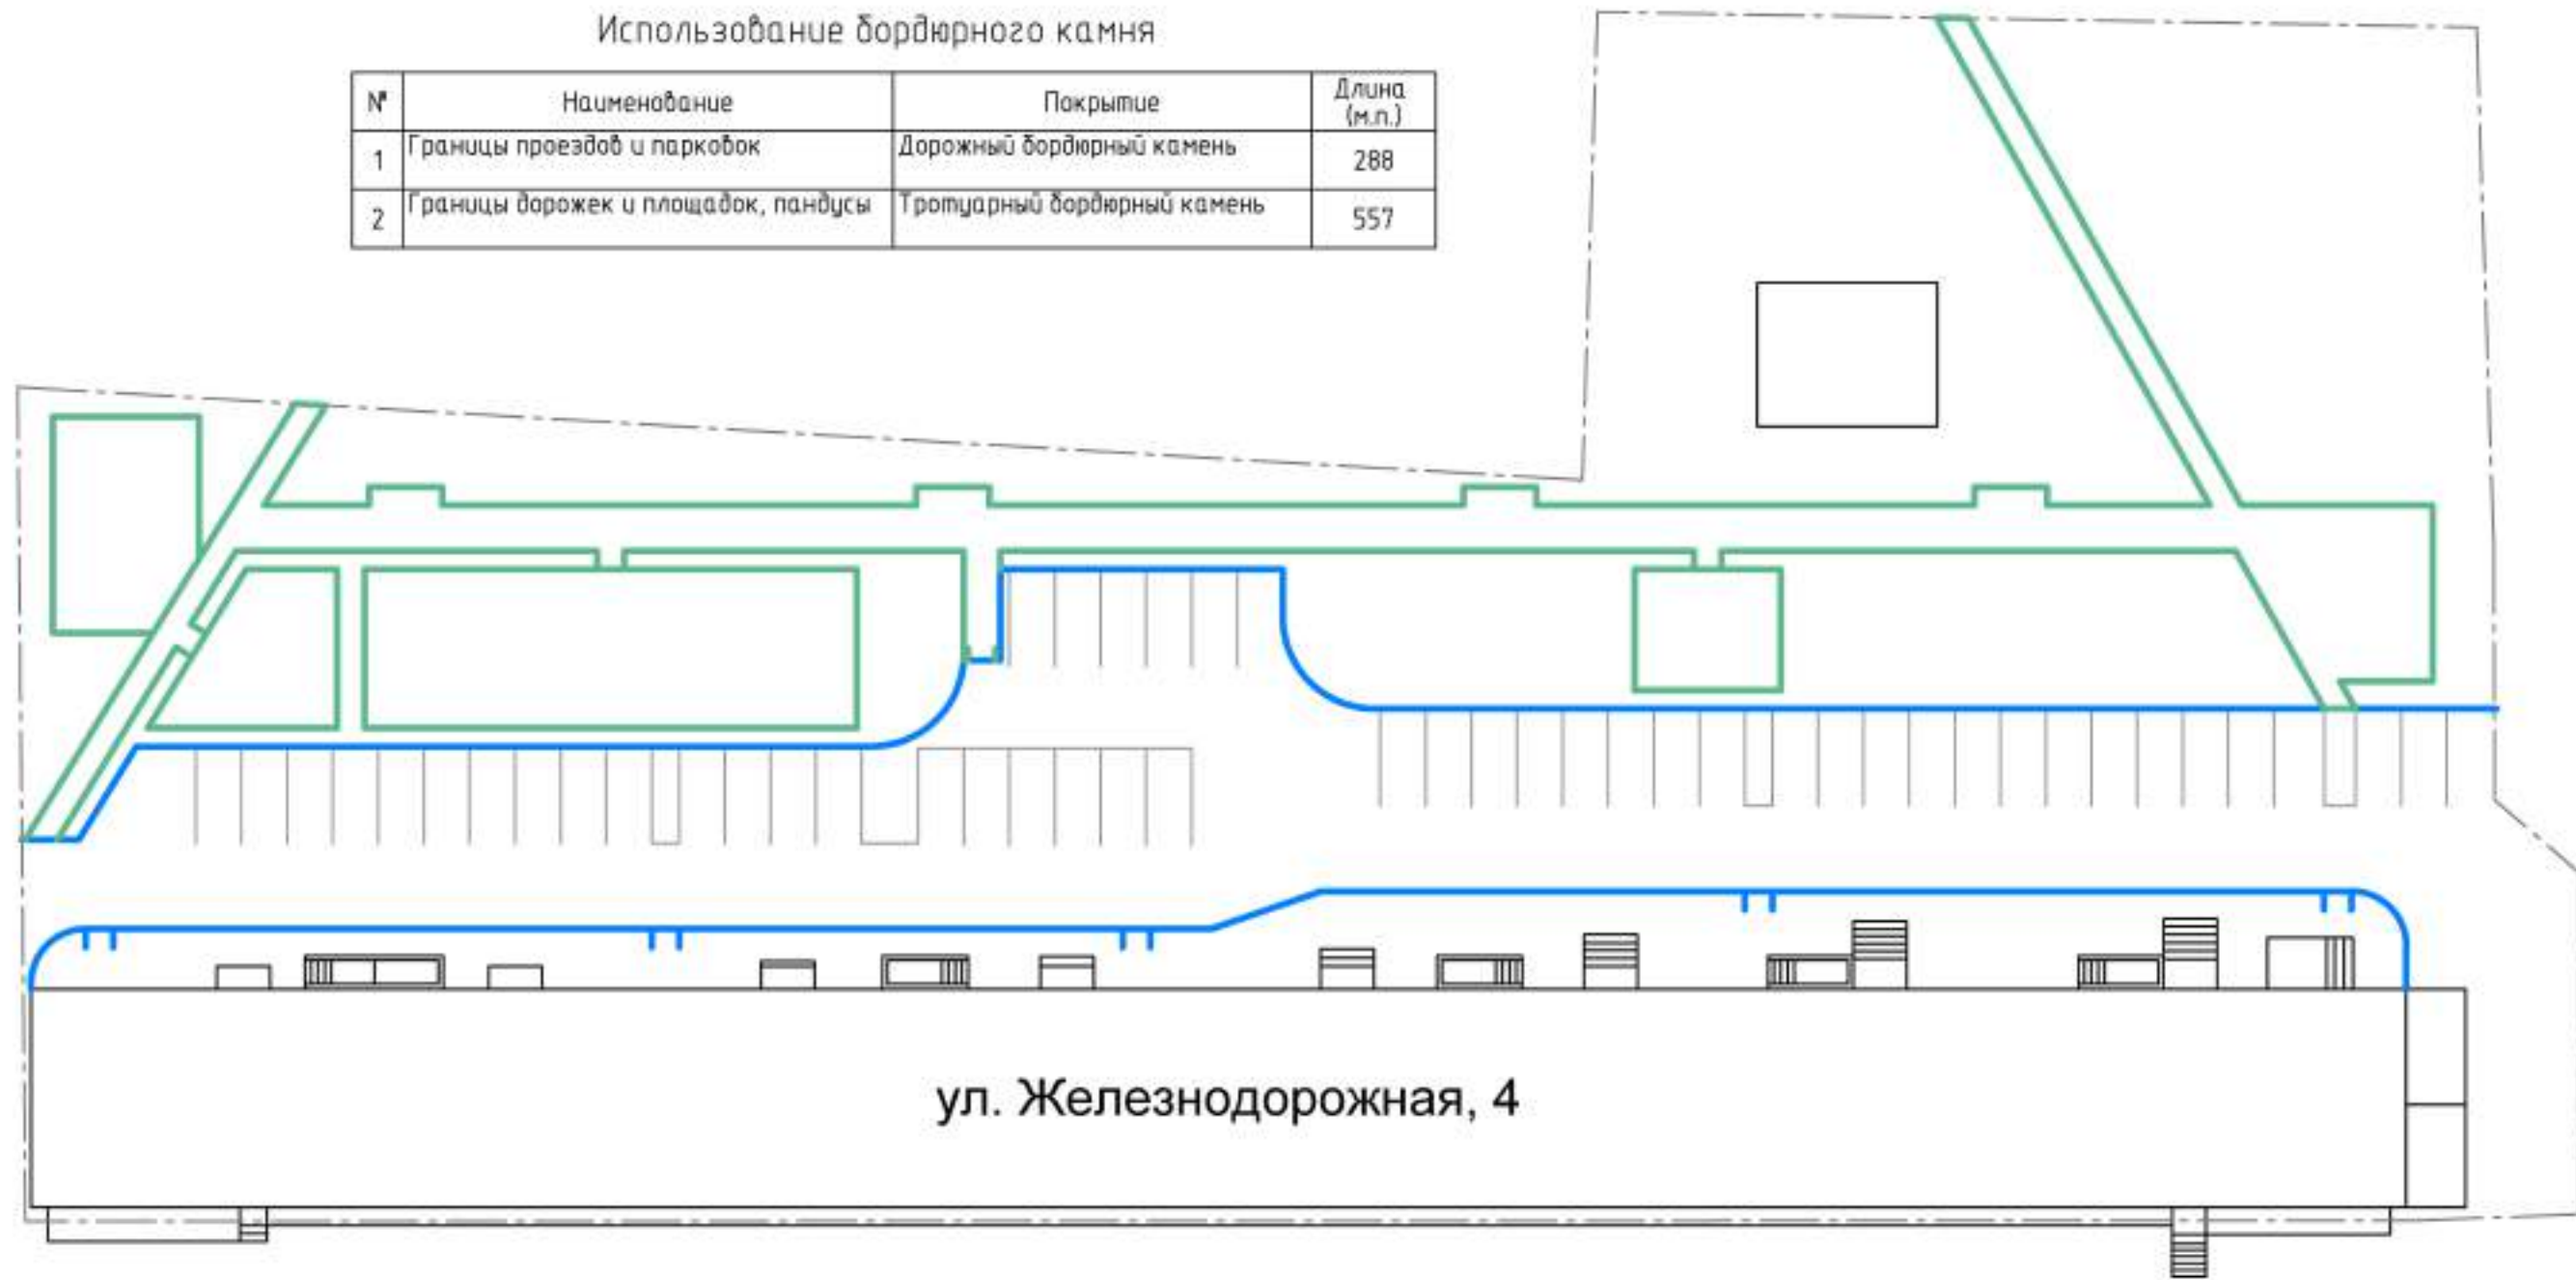 Использование бордюрного камня
№ Наименование Покрытие Длина
(м.п.)
1 Границы проездов и парковок Дорожный бордюрный камень 288
2 Границы дорожек и площадок, пандусы Тротуарный бордюрный камень 557
ул. Железнодорожная, 4